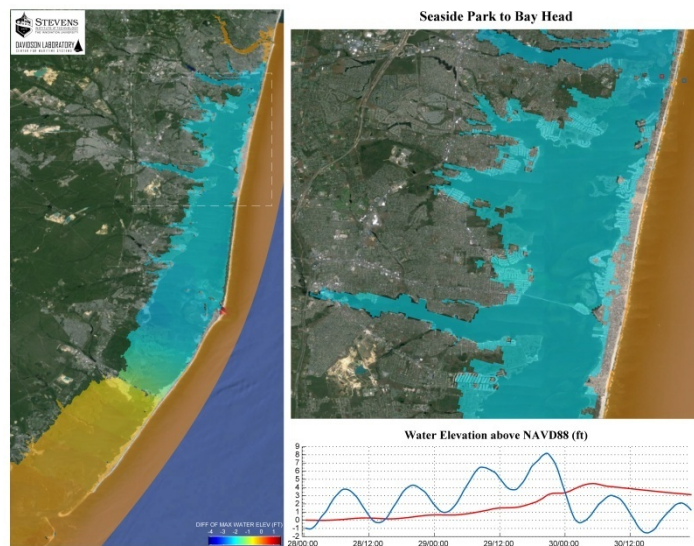 STEVENS
DAVIDSON LABORATORY
Seaside Park to Bay Head
DIFF OF MAX WATER ELEV (FT)
-4 -3 -2 -1 0 1
Water Elevation above NAVD88 (ft)
9
8
7
6
5
4
3
2
1
0
-1
-2
28/00:00 28/12:00 29/00:00 29/12:00 30/00:00 30/12:00